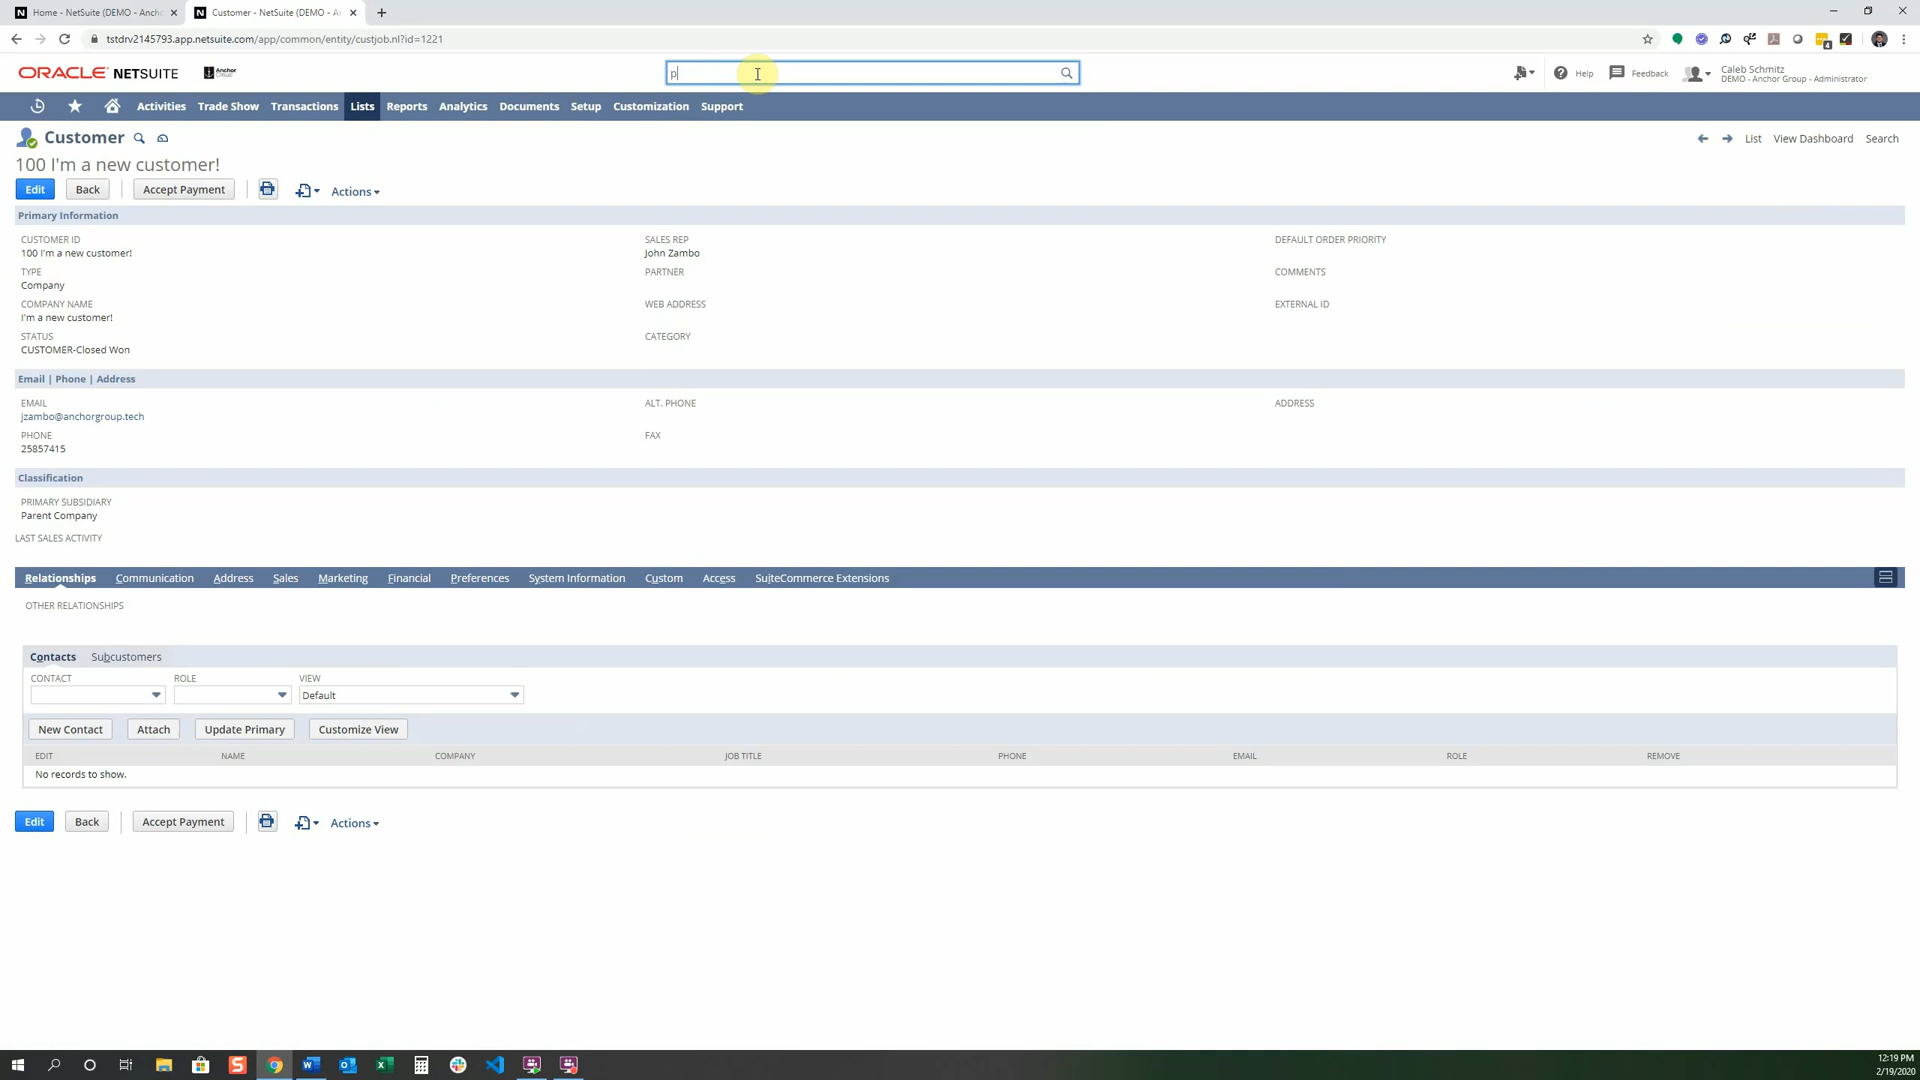 Home - NetSuite (DEMO - Ancho
Customer - NetSuite (DEMO - A
tstdrv2145793.app.netsuite.com/app/common/entity/custjob.nl?id=1221
ORACLE NETSUITE
Anchor Group
p
Help
Feedback
Caleb Schmitz
DEMO - Anchor Group - Administrator
Activities Trade Show Transactions Lists Reports Analytics Documents Setup Customization Support
Customer
List View Dashboard Search
100 I'm a new customer!
Edit Back Accept Payment Actions
Primary Information
CUSTOMER ID
100 I'm a new customer!
TYPE
Company
COMPANY NAME
I'm a new customer!
STATUS
CUSTOMER-Closed Won
SALES REP
John Zambo
PARTNER
WEB ADDRESS
CATEGORY
DEFAULT ORDER PRIORITY
COMMENTS
EXTERNAL ID
Email | Phone | Address
EMAIL
jzambo@anchorgroup.tech
PHONE
25857415
ALT. PHONE
FAX
ADDRESS
Classification
PRIMARY SUBSIDIARY
Parent Company
LAST SALES ACTIVITY
Relationships Communication Address Sales Marketing Financial Preferences System Information Custom Access SuiteCommerce Extensions
OTHER RELATIONSHIPS
Contacts Subcustomers
CONTACT ROLE VIEW
Default
New Contact Attach Update Primary Customize View
EDIT NAME COMPANY JOB TITLE PHONE EMAIL ROLE REMOVE
No records to show.
Edit Back Accept Payment Actions
12:19 PM
2/19/2020